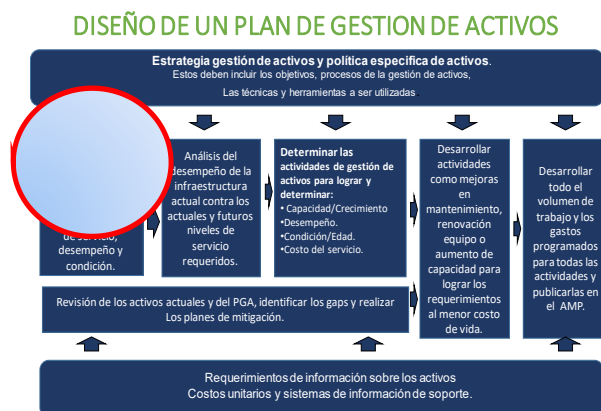 DISEÑO DE UN PLAN DE GESTION DE ACTIVOS
Estrategia gestión de activos y política especifica de activos.
Estos deben incluir los objetivos, procesos de la gestión de activos,
Las técnicas y herramientas a ser utilizadas
de servicio,
desempeño y
condición.
Análisis del
desempeño de la
infraestructura
actual contra los
actuales y futuros
niveles de
servicio
requeridos.
Determinar las
actividades de gestión de
activos para lograr y
determinar:
• Capacidad/Crecimiento
•Desempeño.
•Condición/Edad.
•Costo del servicio.
Desarrollar
actividades
como mejoras
en
mantenimiento,
renovación
equipo o
aumento de
capacidad para
lograr los
requerimientos
al menor costo
de vida.
Desarrollar
todo el
volumen de
trabajo y los
gastos
programados
para todas las
actividades y
publicarlas en
el AMP.
Revisión de los activos actuales y del PGA, identificar los gaps y realizar
Los planes de mitigación.
Requerimientos de información sobre los activos
Costos unitarios y sistemas de información de soporte.